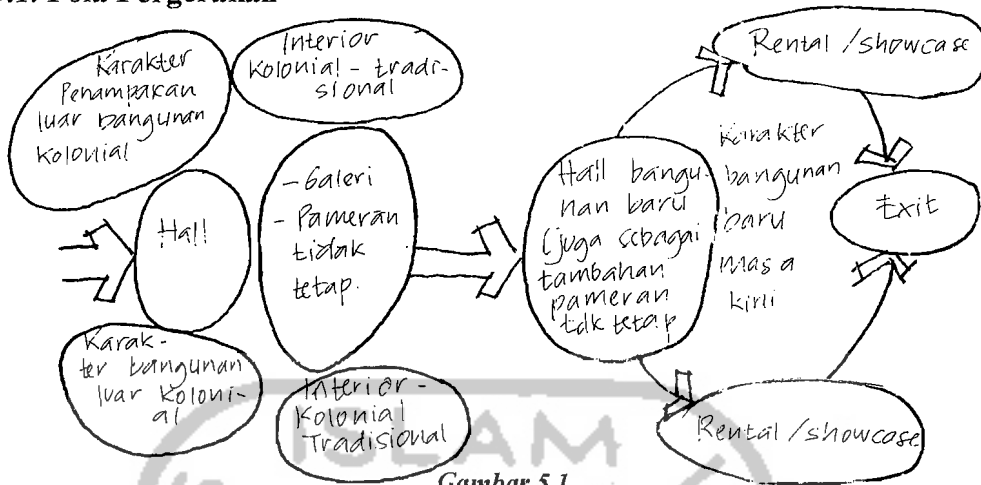 Karakter
Penampakan
luar bangunan
kolonial
Interior
kolonial - tradi-
sional
Hall
- Galeri
- Pameran
tidak
tetap.
Karak-
ter bangunan
luar koloni-
al
Interior -
Kolonial
Tradisional
Hall bangu-
nan baru
(juga sebagai
tambahan
pameran
tdk tetap
Karakter
bangunan
baru
masa
kini
Rental / showcase
Exit
Rental / showcase
ISLAM
Gambar 5.1